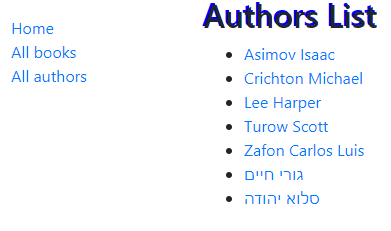 Home
All books
All authors
Authors List
Asimov Isaac
Crichton Michael
Lee Harper
Turow Scott
Zafon Carlos Luis
גורי חיים
סלוא יהודה